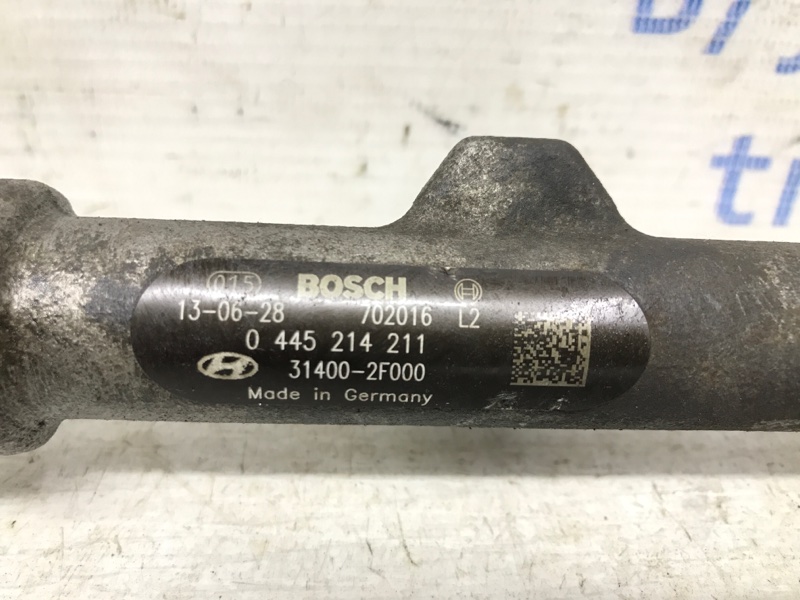 015 BOSCH
13-06-28 702016 L2
0 445 214 211
31400-2F000
Made in Germany